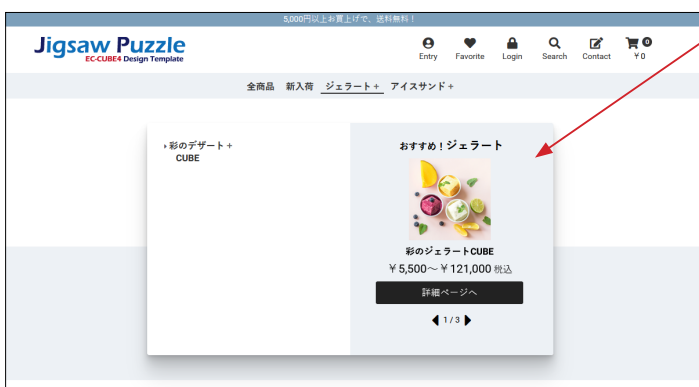 5,000円以上お買上げで、送料無料！
Jigsaw Puzzle
EC-CUBE4 Design Template
Entry Favorite Login Search Contact 0 ￥0
全商品 新入荷 ジェラート＋ アイスサンド＋
彩のデザート＋
CUBE
おすすめ！ジェラート
彩のジェラートCUBE
￥5,500～￥121,000 税込
詳細ページへ
1 / 3